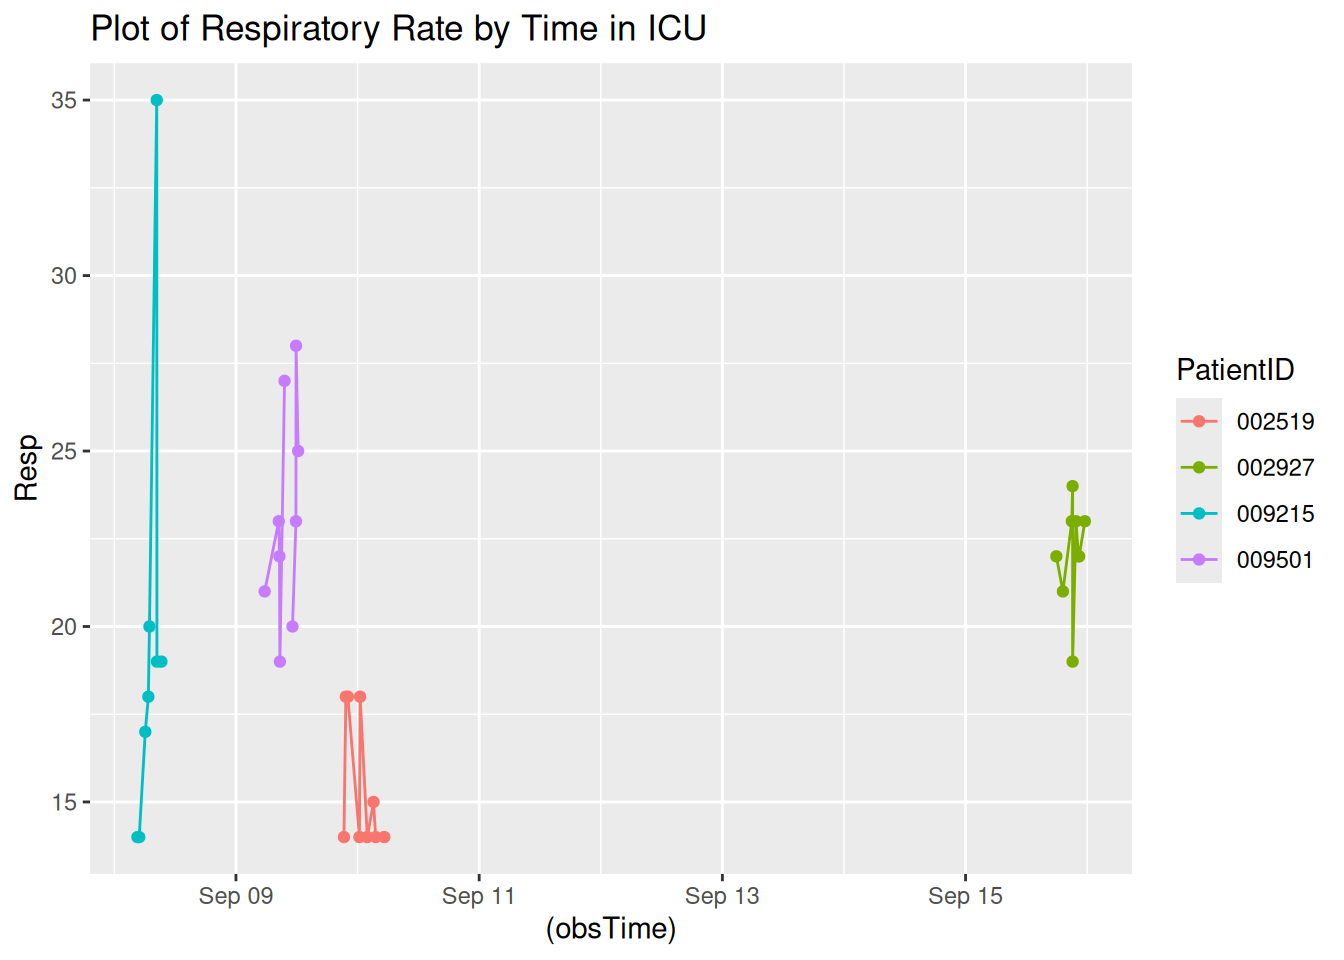 Plot of Respiratory Rate by Time in ICU
35
30
25
20
15
Resp
Sep 09
Sep 11
Sep 13
Sep 15
(obsTime)
PatientID
002519
002927
009215
009501